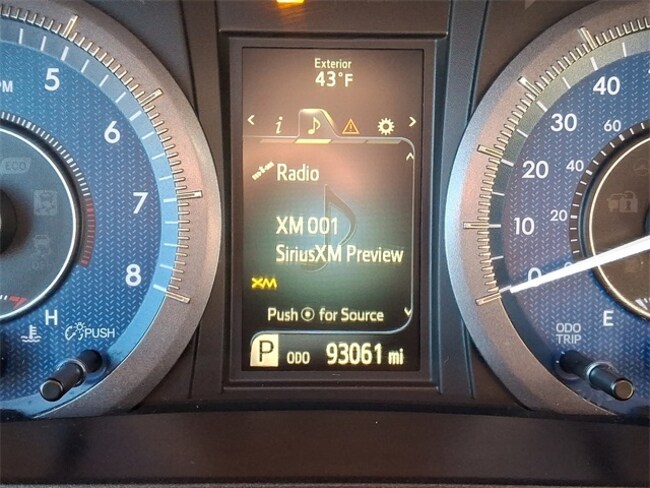 Exterior
43°F
i
Radio
XM 001
SiriusXM Preview
XM
Push ⊙ for Source
P ODO 93061 mi
5
6
7
8
ECO
H
PUSH
40
30
20
10
0
60
40
20
ODO
TRIP
E